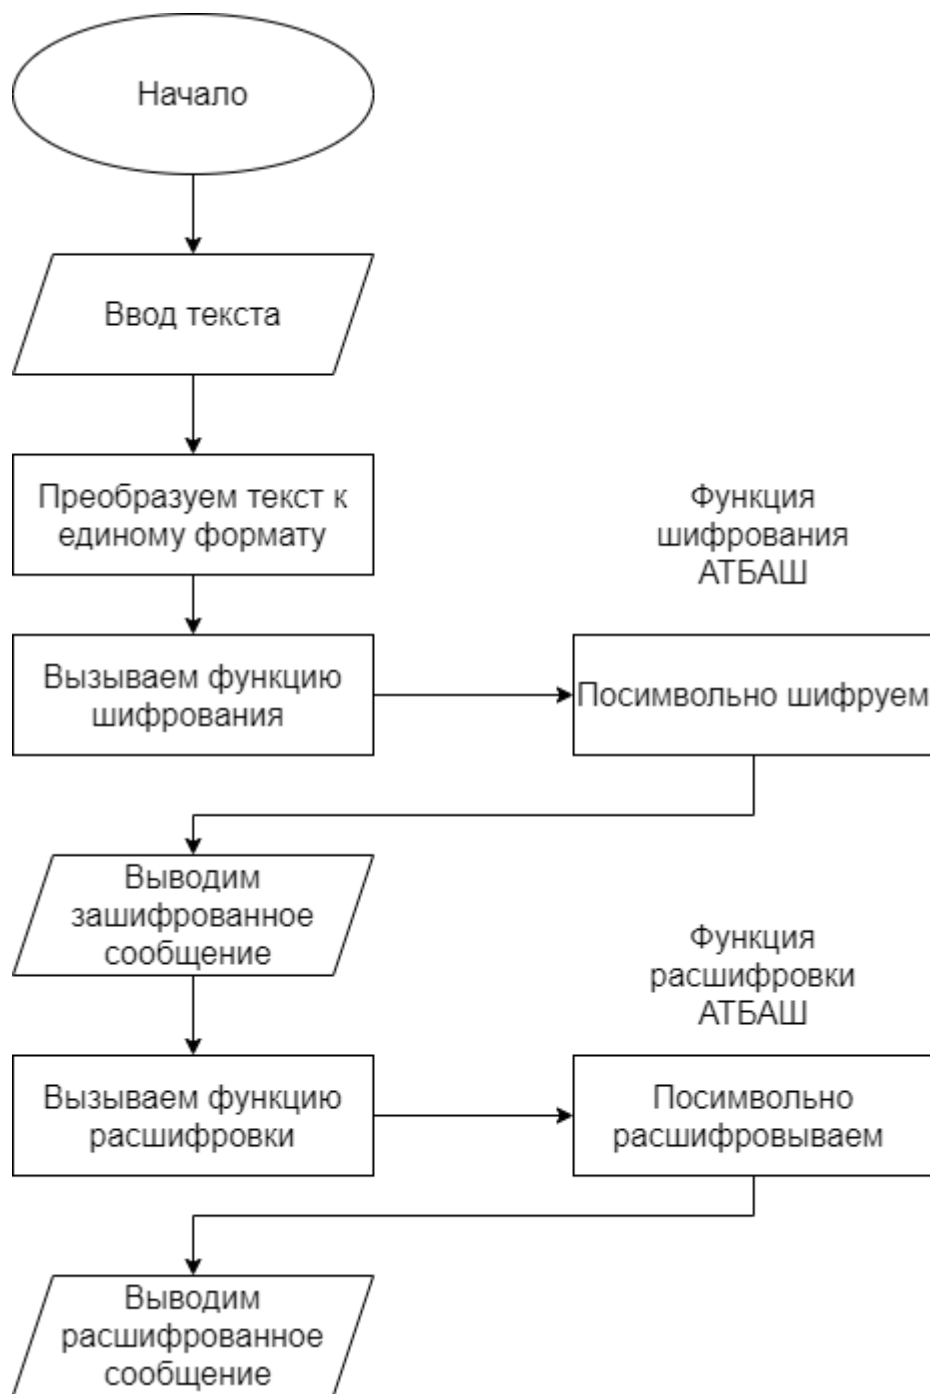 Начало
Ввод текста
Преобразуем текст к
единому формату
Функция
шифрования
АТБАШ
Вызываем функцию
шифрования
Посимвольно шифруем
Выводим
зашифрованное
сообщение
Функция
расшифровки
АТБАШ
Вызываем функцию
расшифровки
Посимвольно
расшифровываем
Выводим
расшифрованное
сообщение